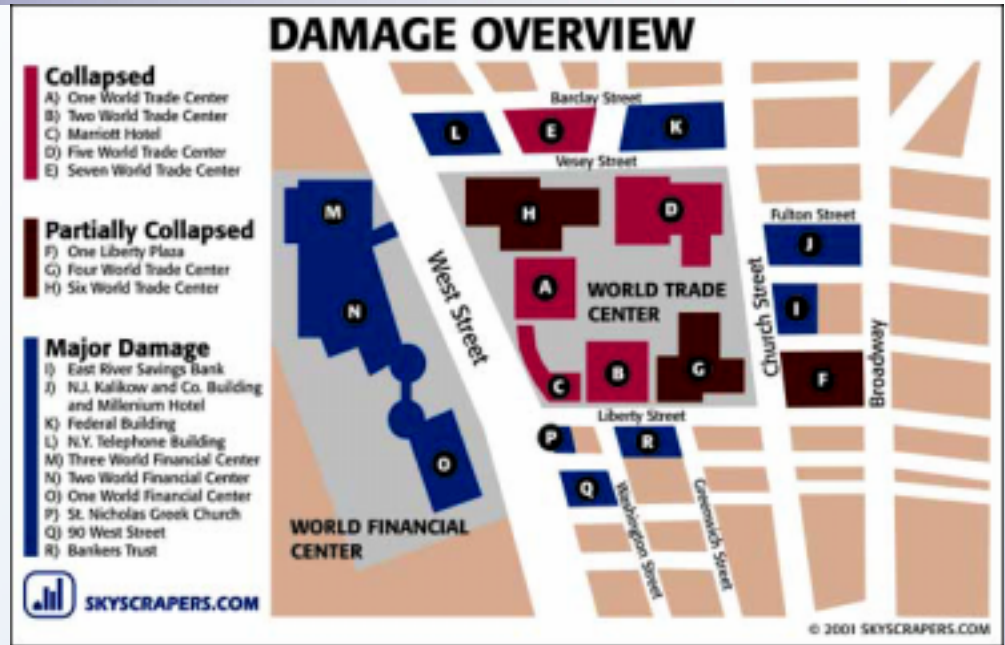 DAMAGE OVERVIEW
Collapsed
A) One World Trade Center
B) Two World Trade Center
C) Marriott Hotel
D) Five World Trade Center
E) Seven World Trade Center
Partially Collapsed
F) One Liberty Plaza
G) Four World Trade Center
H) Six World Trade Center
Major Damage
I) East River Savings Bank
J) N.J. Kalikow and Co. Building
and Millenium Hotel
K) Federal Building
L) N.Y. Telephone Building
M) Three World Financial Center
N) Two World Financial Center
O) One World Financial Center
P) St. Nicholas Greek Church
Q) 90 West Street
R) Bankers Trust
SKYSCRAPERS.COM
Barclay Street
L
E
K
Vesey Street
M
H
D
Fulton Street
J
West Street
A
WORLD TRADE
CENTER
Church Street
N
I
Broadway
B
G
F
C
Liberty Street
P
R
O
Q
Washington Street
Greenwich Street
WORLD FINANCIAL
CENTER
© 2001 SKYSCRAPERS.COM